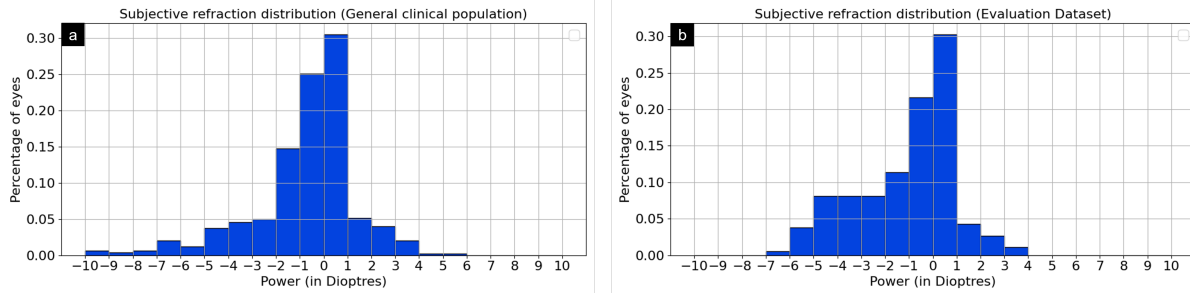 Subjective refraction distribution (General clinical population)
a
0.30
0.25
0.20
0.15
0.10
0.05
0.00
Percentage of eyes
−10 −9 −8 −7 −6 −5 −4 −3 −2 −1 0 1 2 3 4 5 6 7 8 9 10
Power (in Dioptres)
Subjective refraction distribution (Evaluation Dataset)
b
0.30
0.25
0.20
0.15
0.10
0.05
0.00
Percentage of eyes
−10 −9 −8 −7 −6 −5 −4 −3 −2 −1 0 1 2 3 4 5 6 7 8 9 10
Power (in Dioptres)